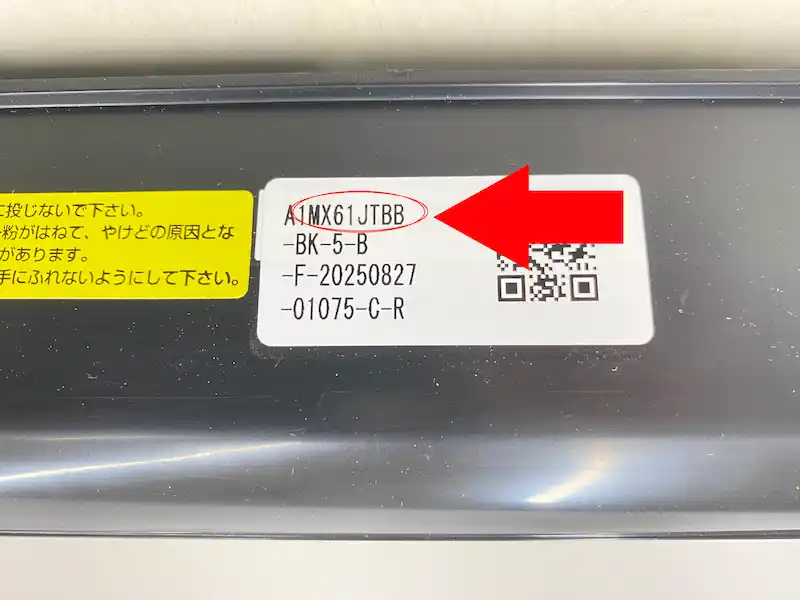 に投じないで下さい。
粉がはねて、やけどの原因とな
があります。
手にふれないようにして下さい。
A1MX61JTBB
-BK-5-B
-F-20250827
-01075-C-R